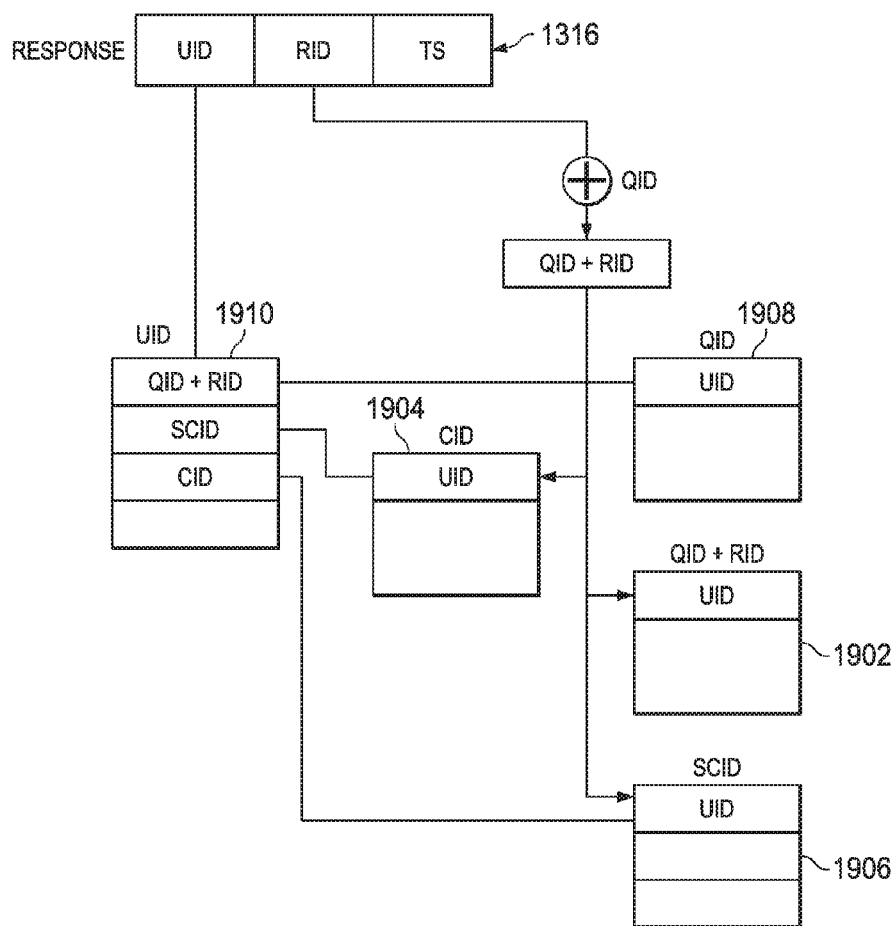 RESPONSE UID RID TS 1316
QID
QID + RID
1910
1908
UID
QID
QID + RID
UID
1904
SCID
CID
CID
UID
QID + RID
UID
1902
SCID
UID
1906